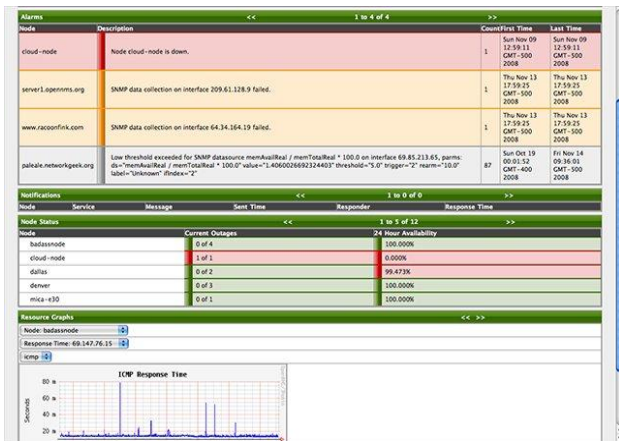 Alarms << 1 to 4 of 4 >>
Node Description Count First Time Last Time
cloud-node Node cloud-node is down. 1 Sun Nov 09 12:59:11 GMT-500 2008 Sun Nov 09 12:59:11 GMT-500 2008
server1.opennms.org SNMP data collection on interface 209.61.128.9 failed. 1 Thu Nov 13 17:59:25 GMT-500 2008 Thu Nov 13 17:59:25 GMT-500 2008
www.racoonfink.com SNMP data collection on interface 64.34.164.19 failed. 1 Thu Nov 13 17:59:25 GMT-500 2008 Thu Nov 13 17:59:25 GMT-500 2008
paleale.networkgeek.org Low threshold exceeded for SNMP datasource memAvailReal / memTotalReal * 100.0 on interface 69.85.213.65, parms: ds="memAvailReal / memTotalReal * 100.0" value="1.4060026692324403" threshold="5.0" trigger="2" rearm="10.0" label="Unknown" ifIndex="2" 87 Sun Oct 19 00:01:52 GMT-400 2008 Fri Nov 14 09:36:01 GMT-500 2008
Notifications << 1 to 0 of 0 >>
Node Service Message Sent Time Responder Response Time
Node Status << 1 to 5 of 12 >>
Node Current Outages 24 Hour Availability
badassnode 0 of 4 100.000%
cloud-node 1 of 1 0.000%
dallas 0 of 2 99.473%
denver 0 of 3 100.000%
mica-e30 0 of 1 100.000%
Resource Graphs << >>
Node: badassnode
Response Time: 69.147.76.15
icmp
ICMP Response Time
Seconds
80 m
60 m
40 m
20 m